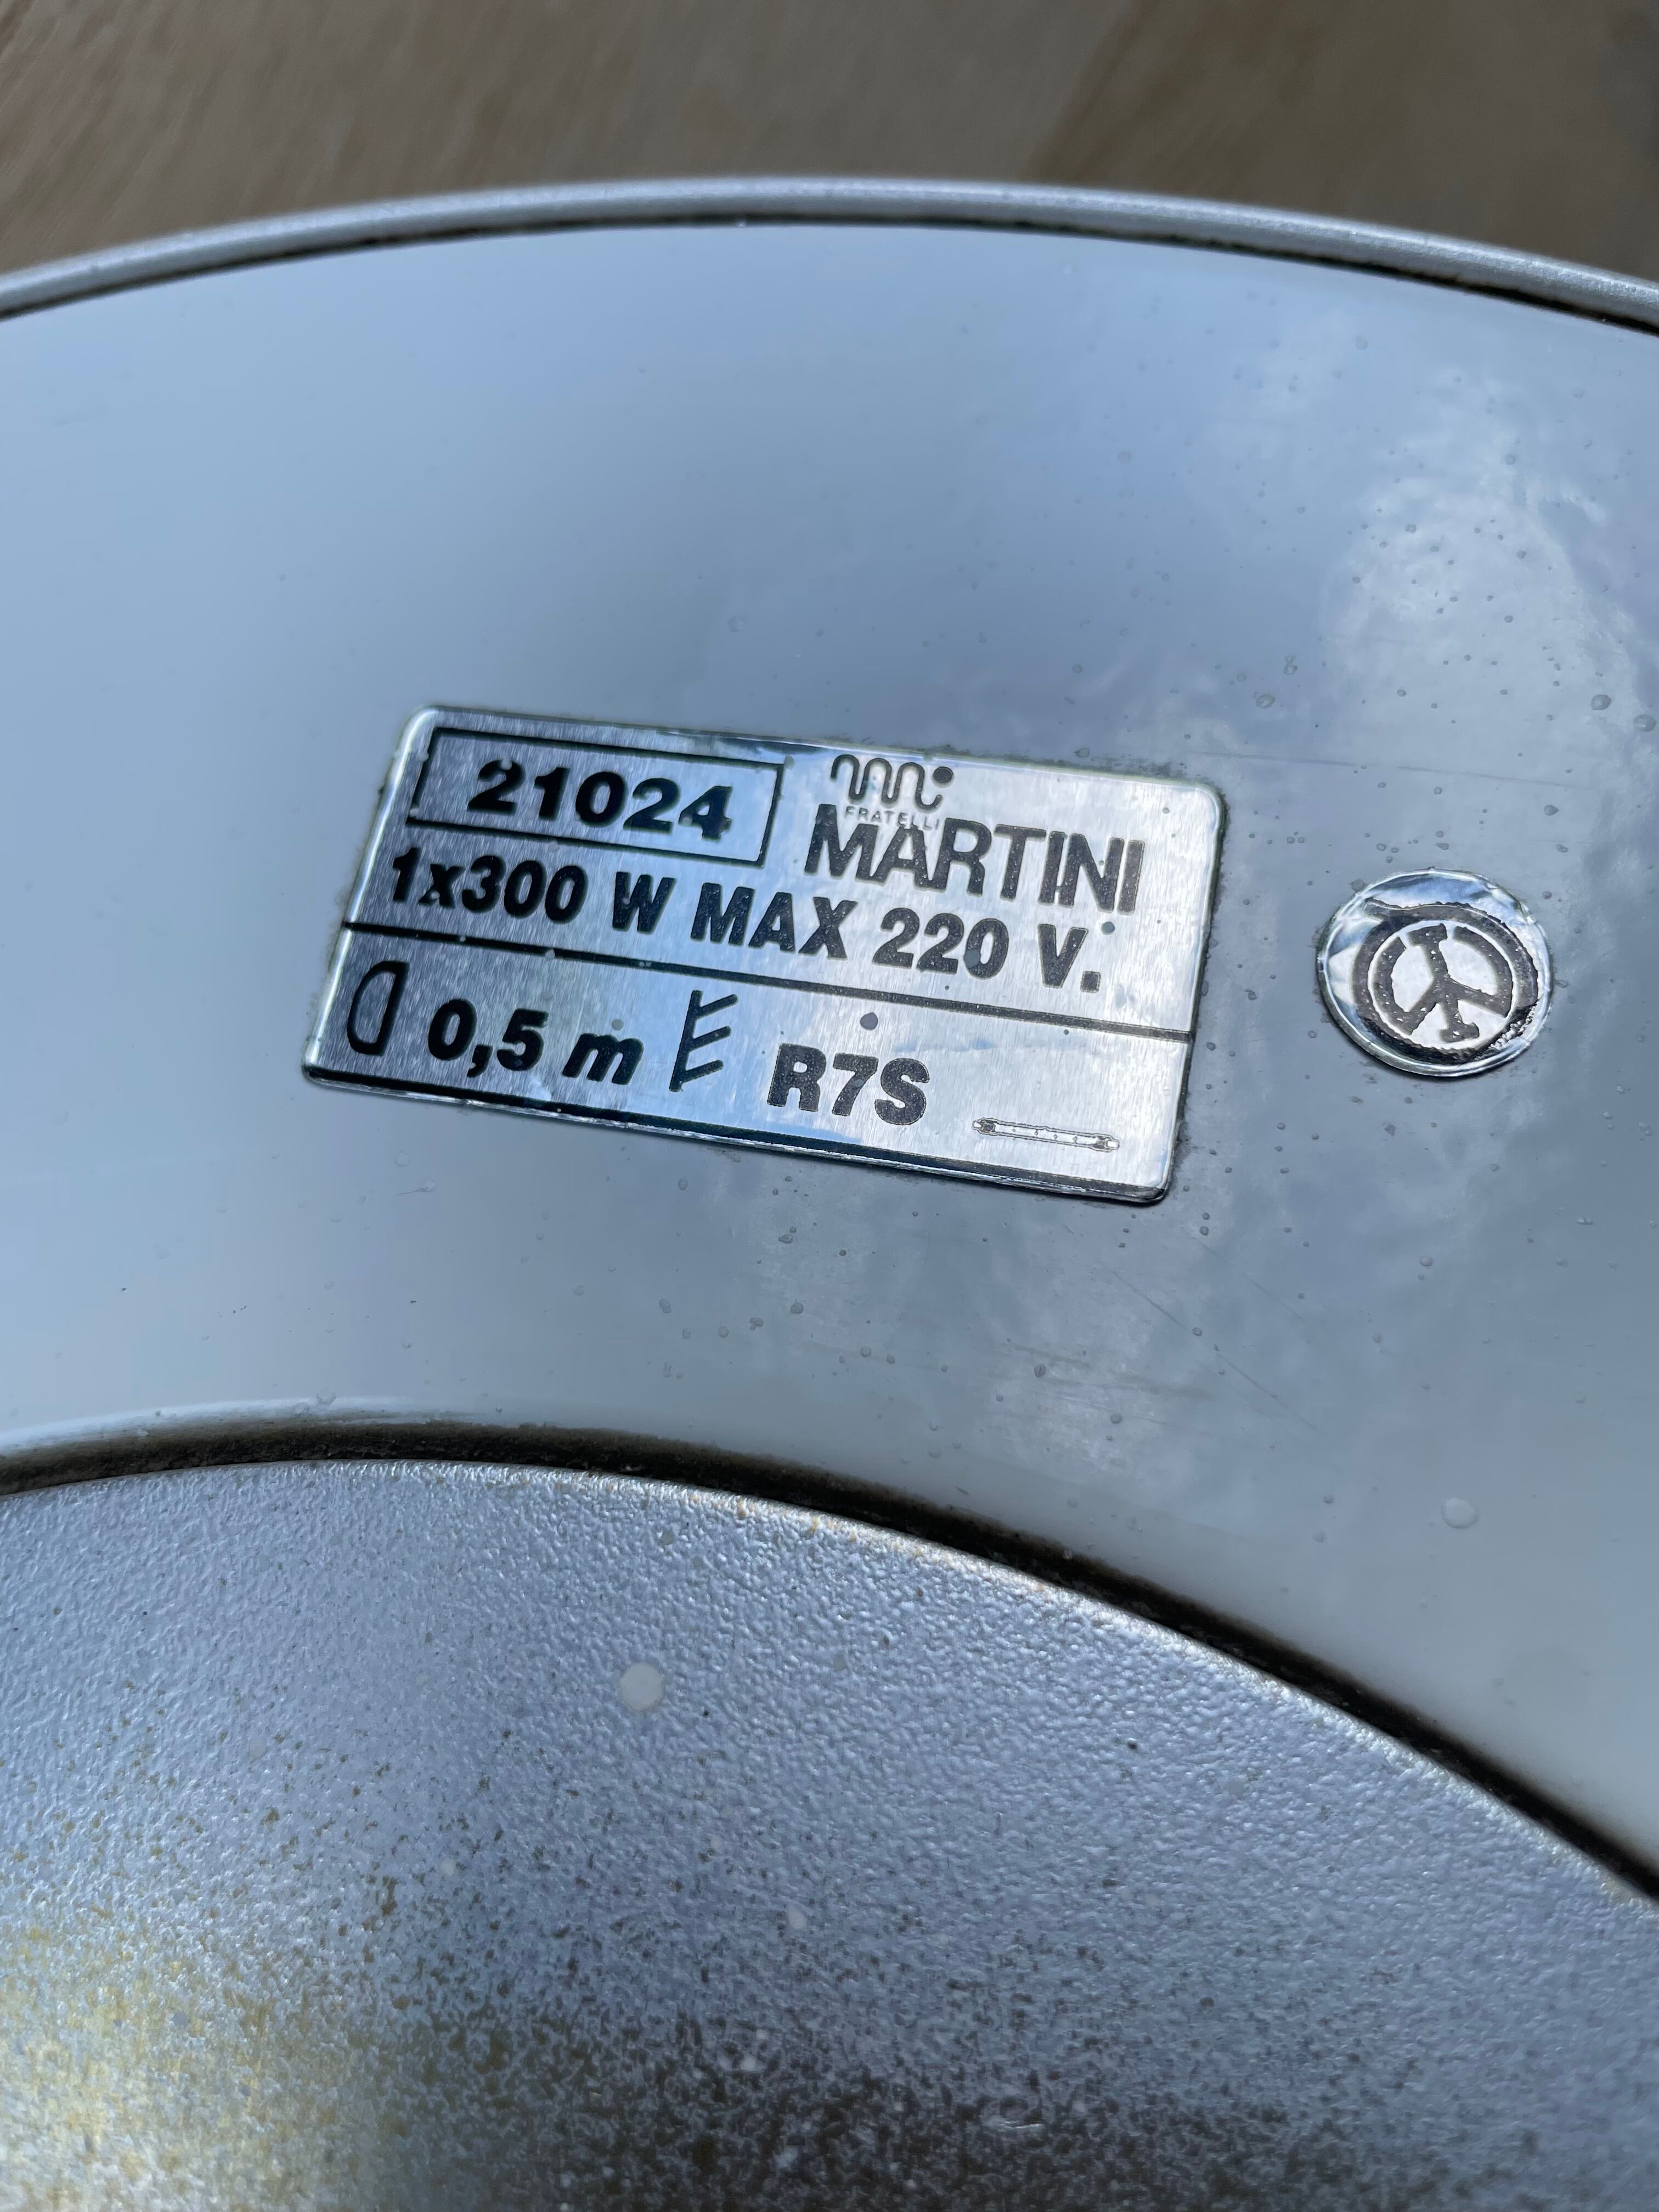 21024
FRATELLI
MARTINI
1x300 W MAX 220 V.
0,5 m R7S